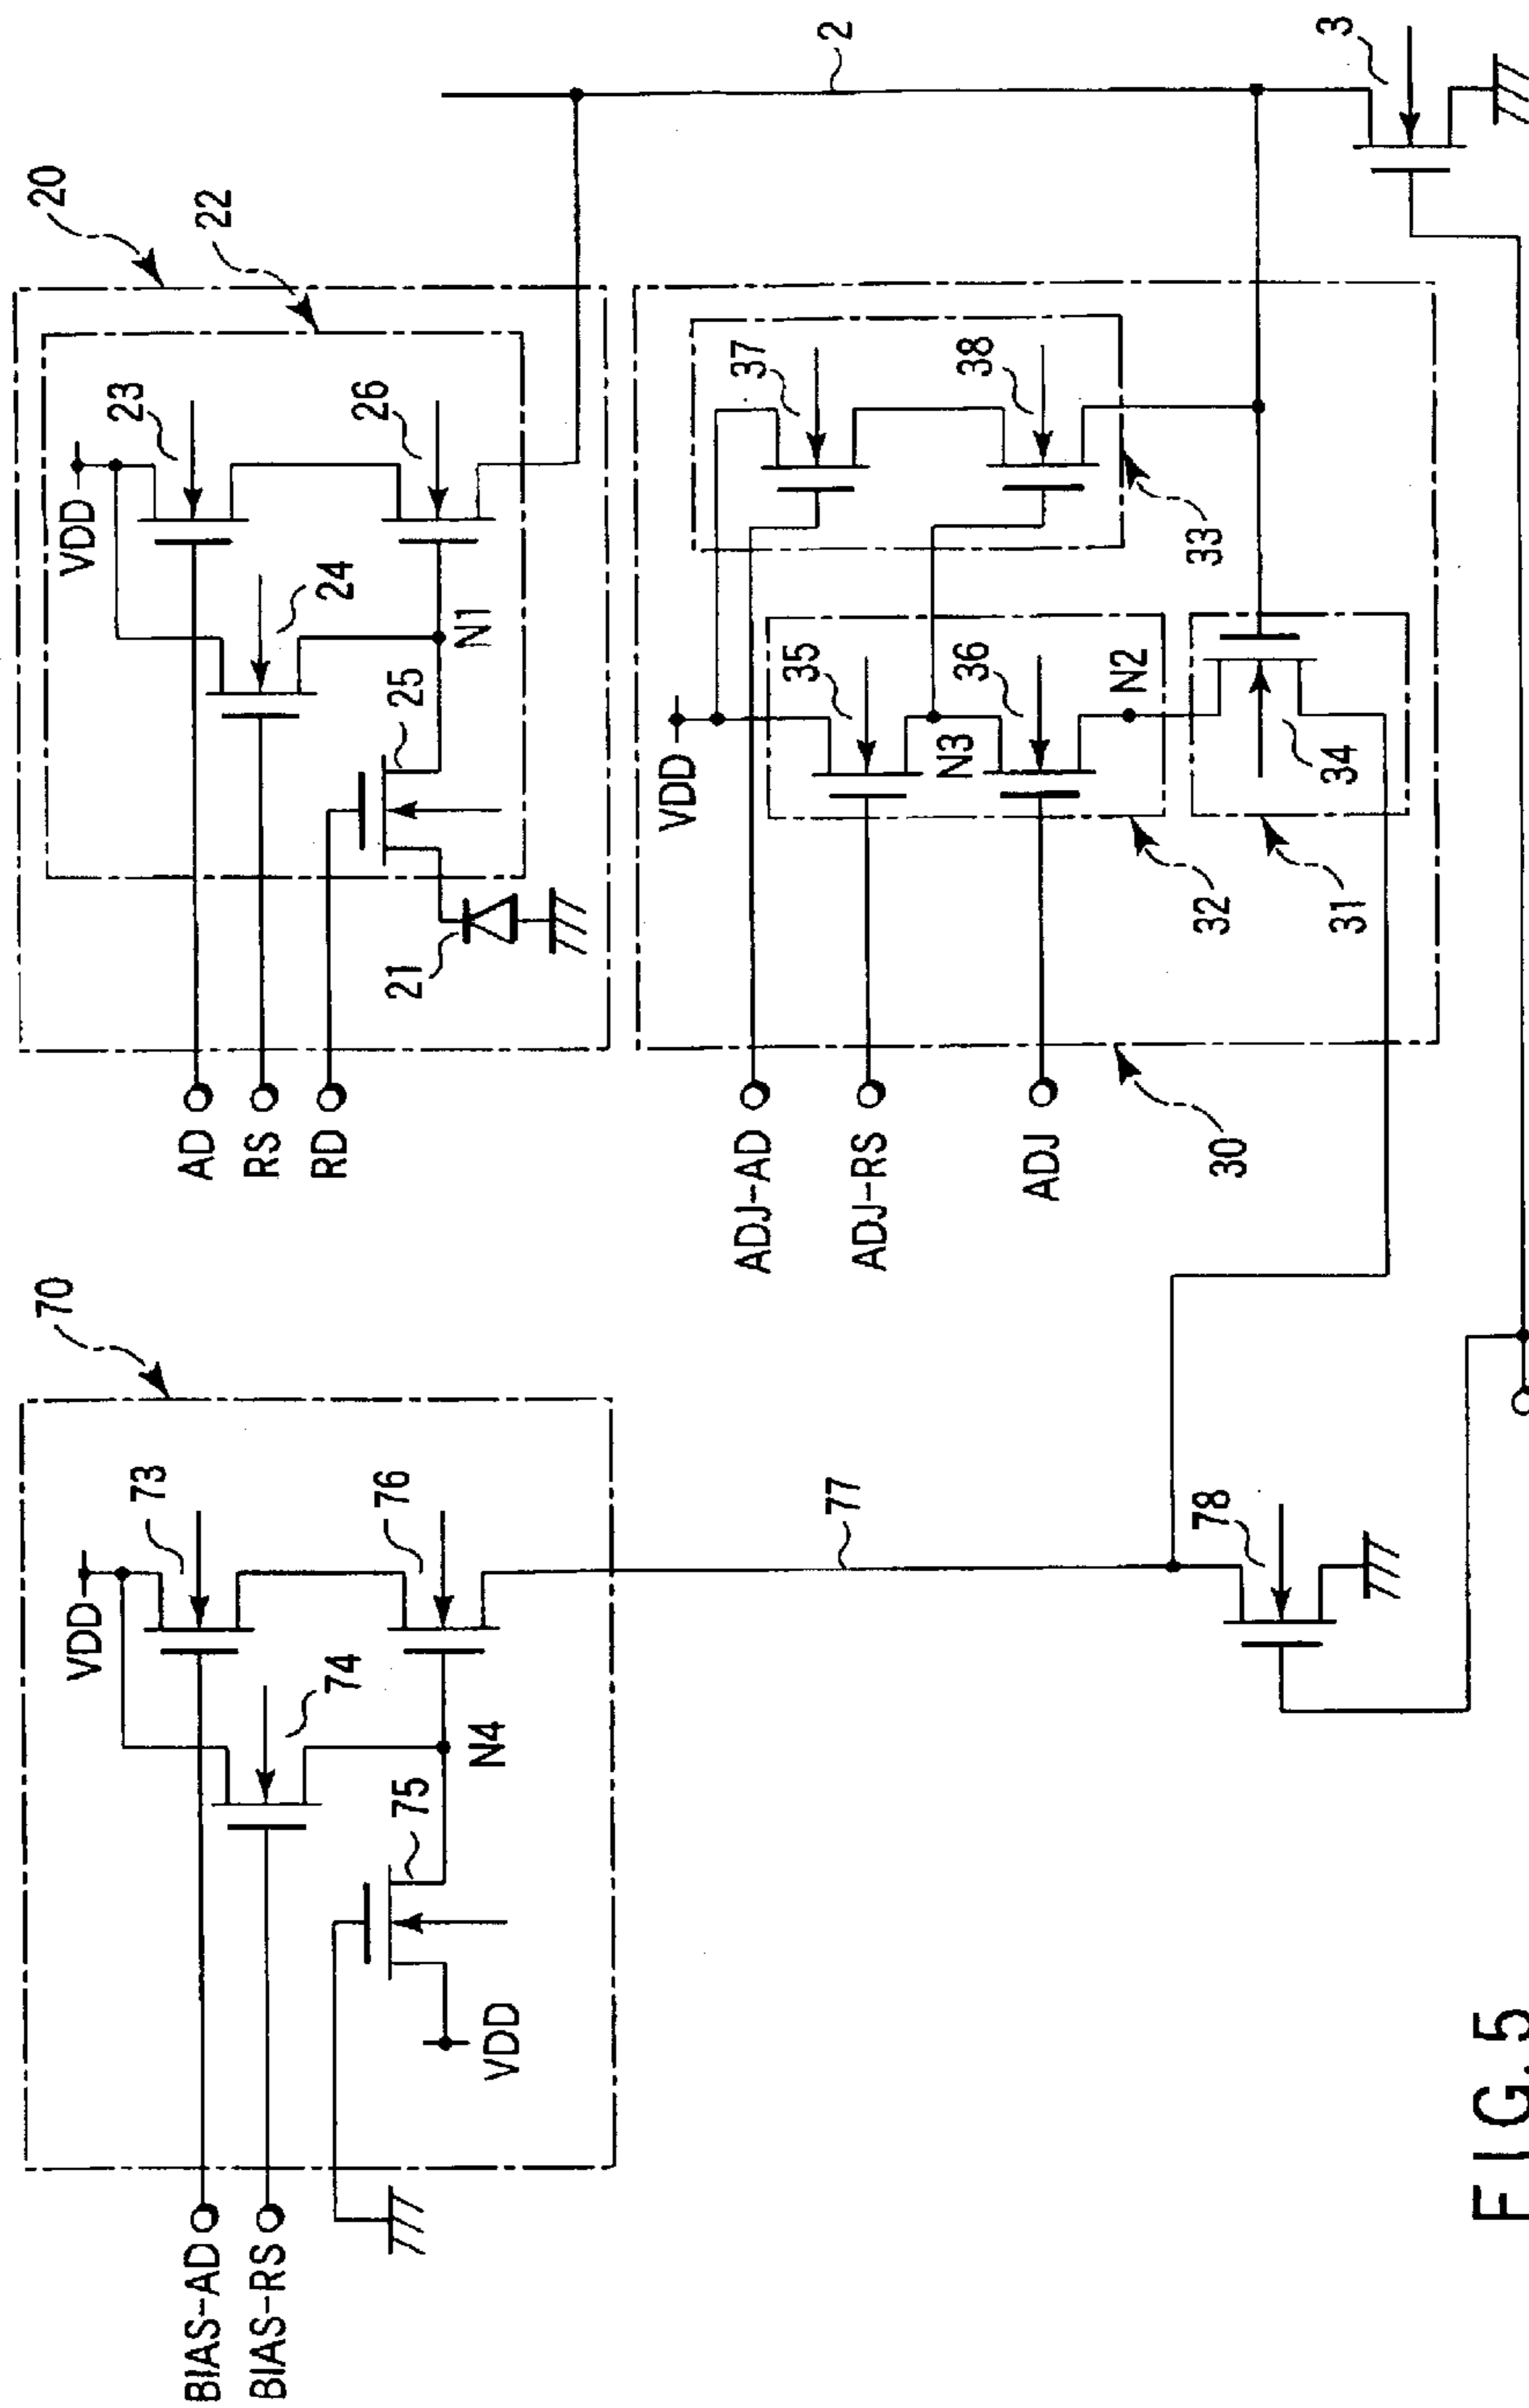 70
VDD
73
74
75
76
N4
VDD
BIAS-AD
BIAS-RS
77
78
20
22
VDD
23
24
25
26
N1
21
AD
RS
RD
2
VDD
37
38
33
35
36
N3
N2
32
34
31
ADJ-AD
ADJ-RS
ADJ
30
3
FIG. 5